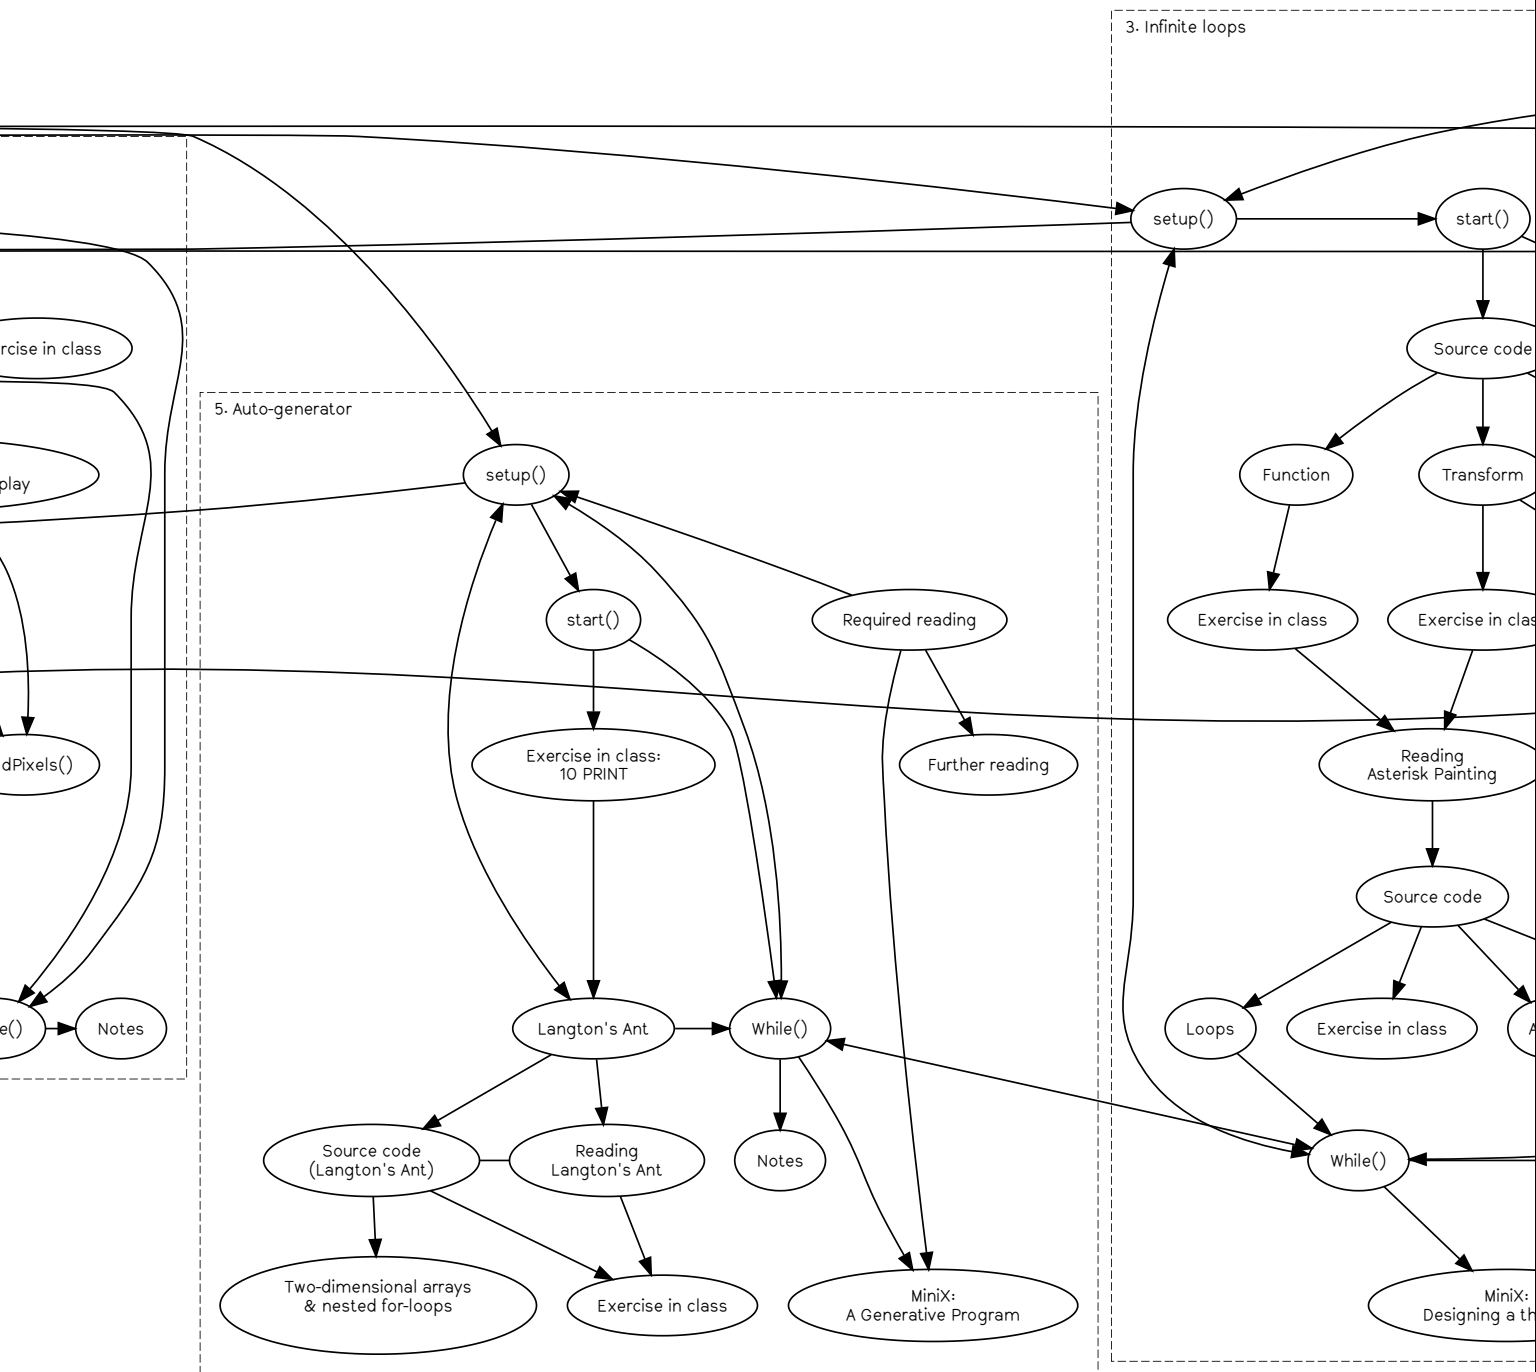 3. Infinite loops
setup()
start()
rcise in class
Source code
5. Auto-generator
play
setup()
Function
Transform
start()
Required reading
Exercise in class
Exercise in clas
dPixels()
Exercise in class:
10 PRINT
Further reading
Reading
Asterisk Painting
Source code
e()
Notes
Langton's Ant
While()
Loops
Exercise in class
A
Source code
(Langton's Ant)
Reading
Langton's Ant
Notes
While()
Two-dimensional arrays
& nested for-loops
Exercise in class
MiniX:
A Generative Program
MiniX:
Designing a th